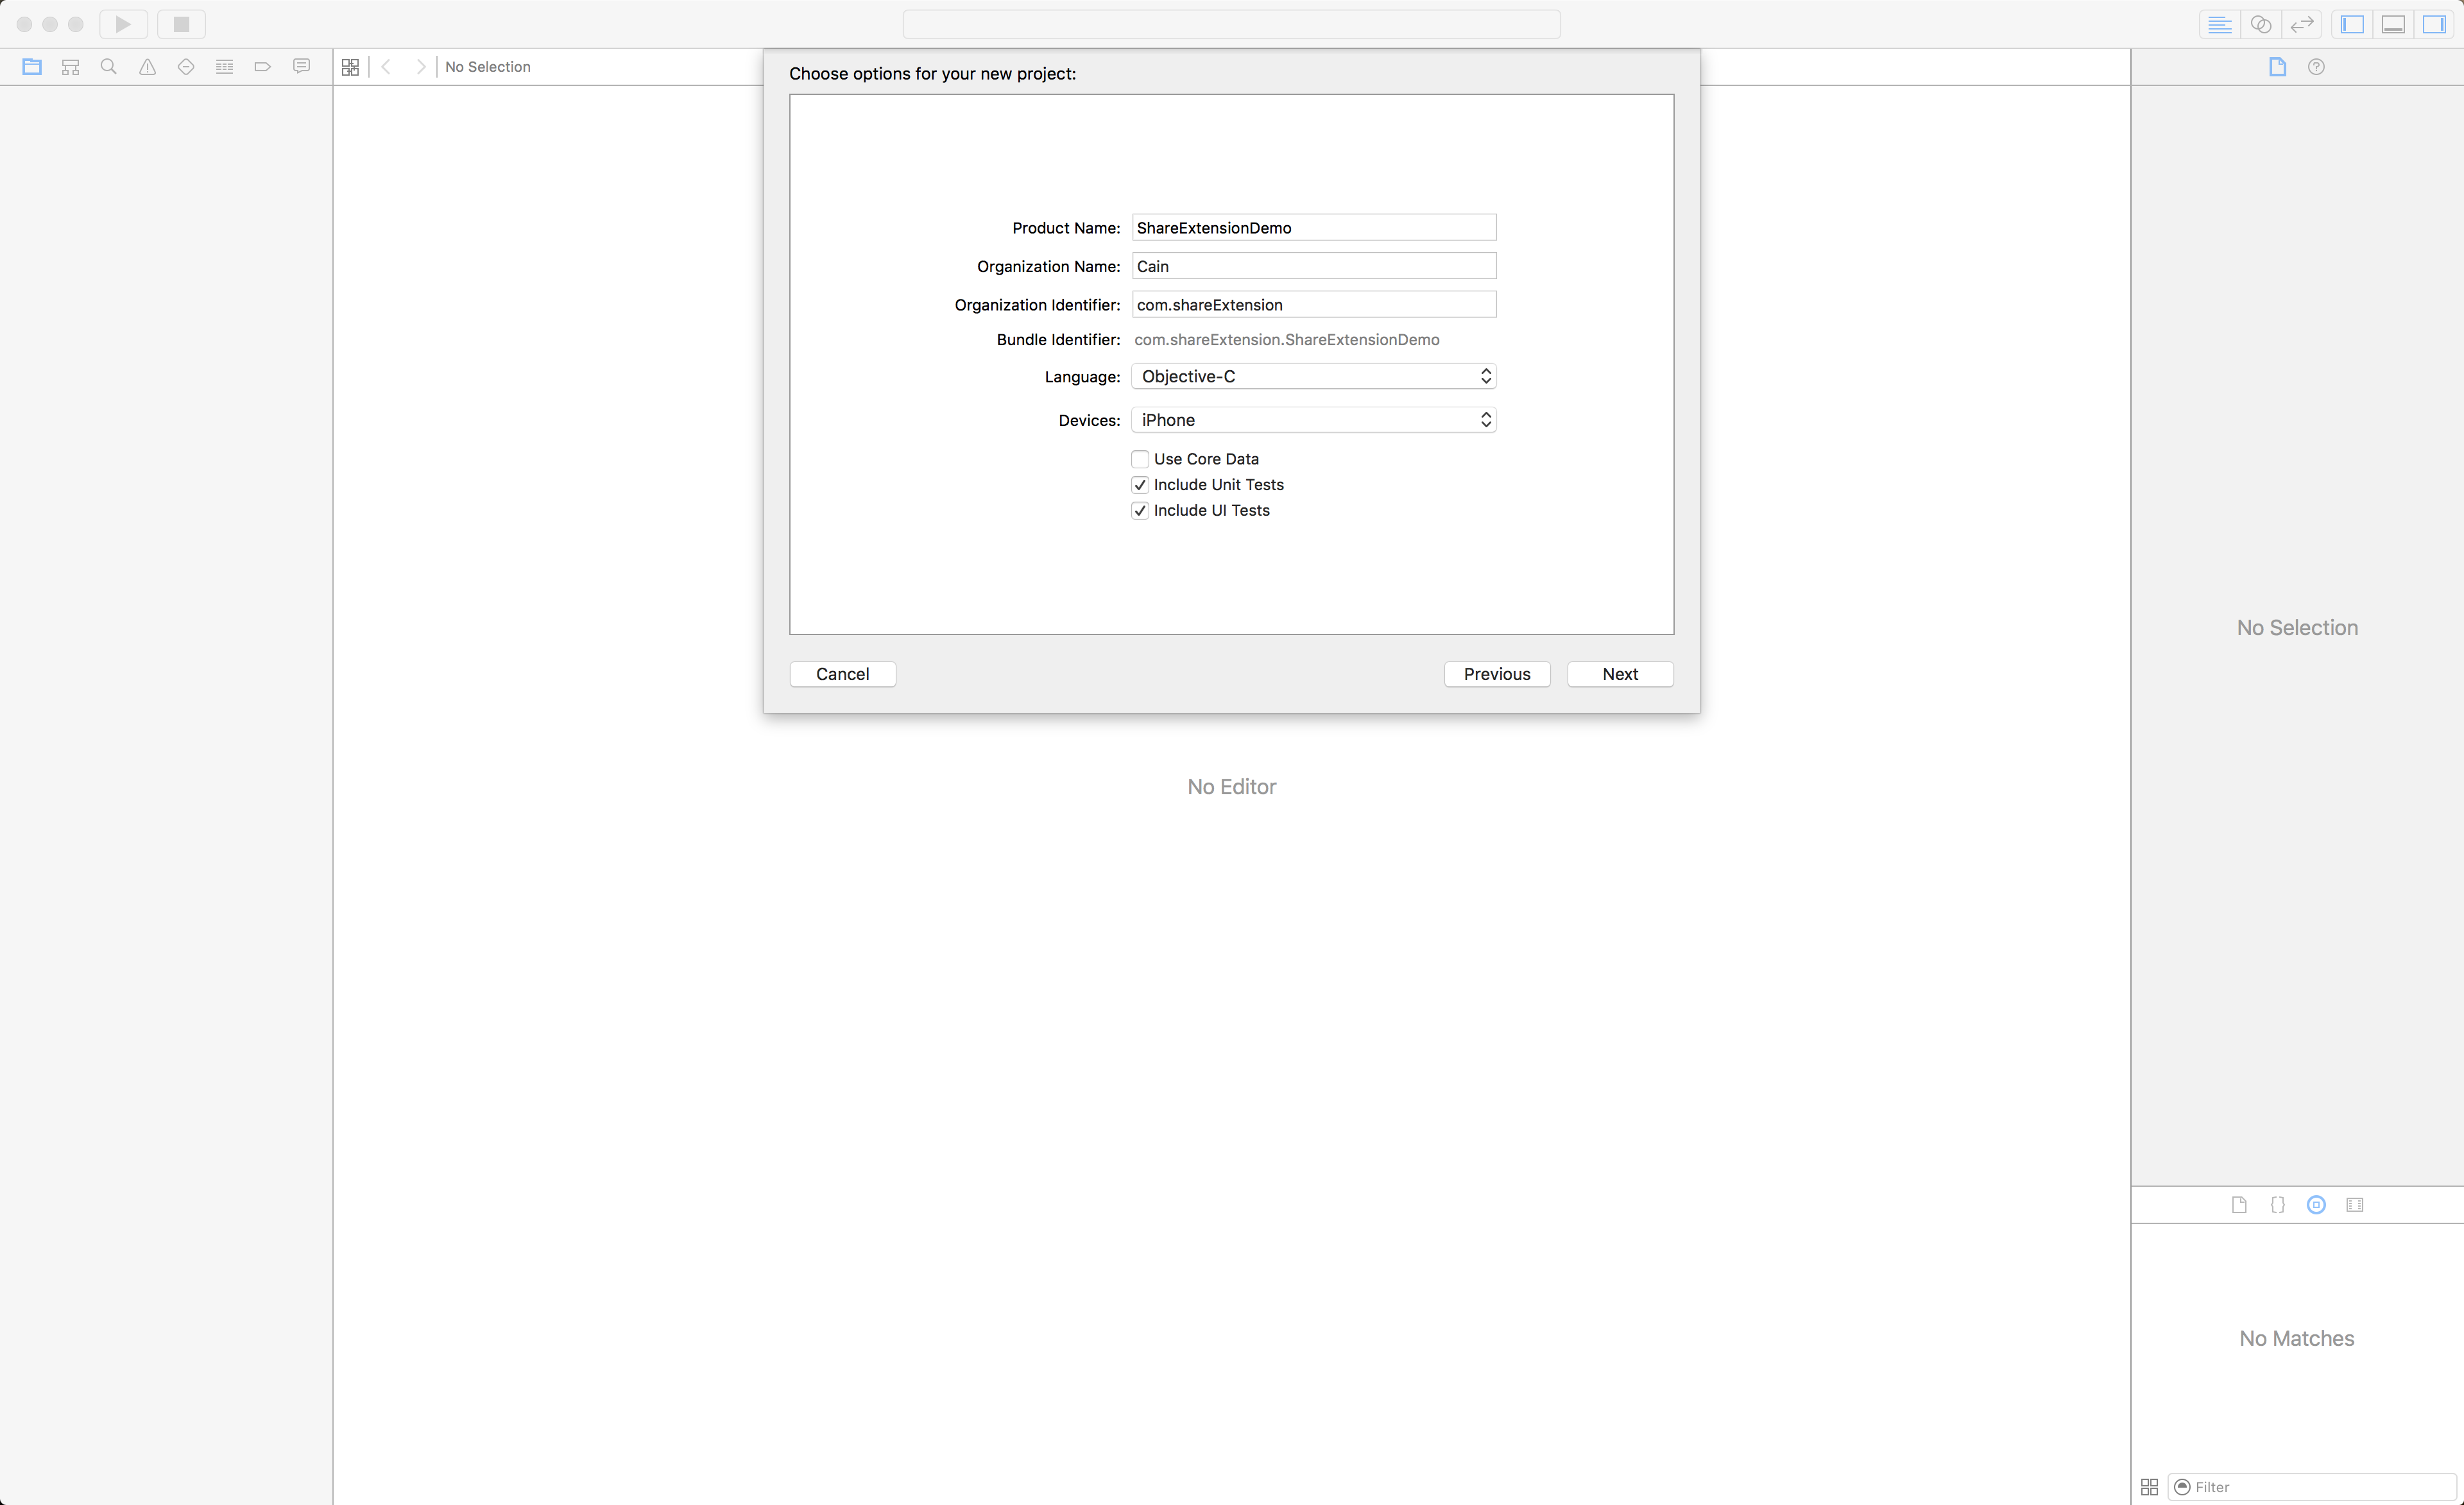 No Selection
Choose options for your new project:
Product Name: ShareExtensionDemo
Organization Name: Cain
Organization Identifier: com.shareExtension
Bundle Identifier: com.shareExtension.ShareExtensionDemo
Language: Objective-C
Devices: iPhone
Use Core Data
Include Unit Tests
Include UI Tests
Cancel Previous Next
No Selection
No Editor
No Matches
Filter